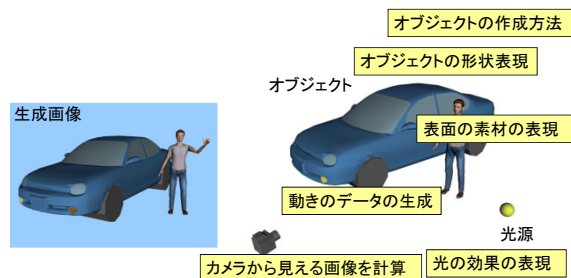 オブジェクトの作成方法
オブジェクトの形状表現
オブジェクト
生成画像
表面の素材の表現
動きのデータの生成
光源
カメラから見える画像を計算
光の効果の表現